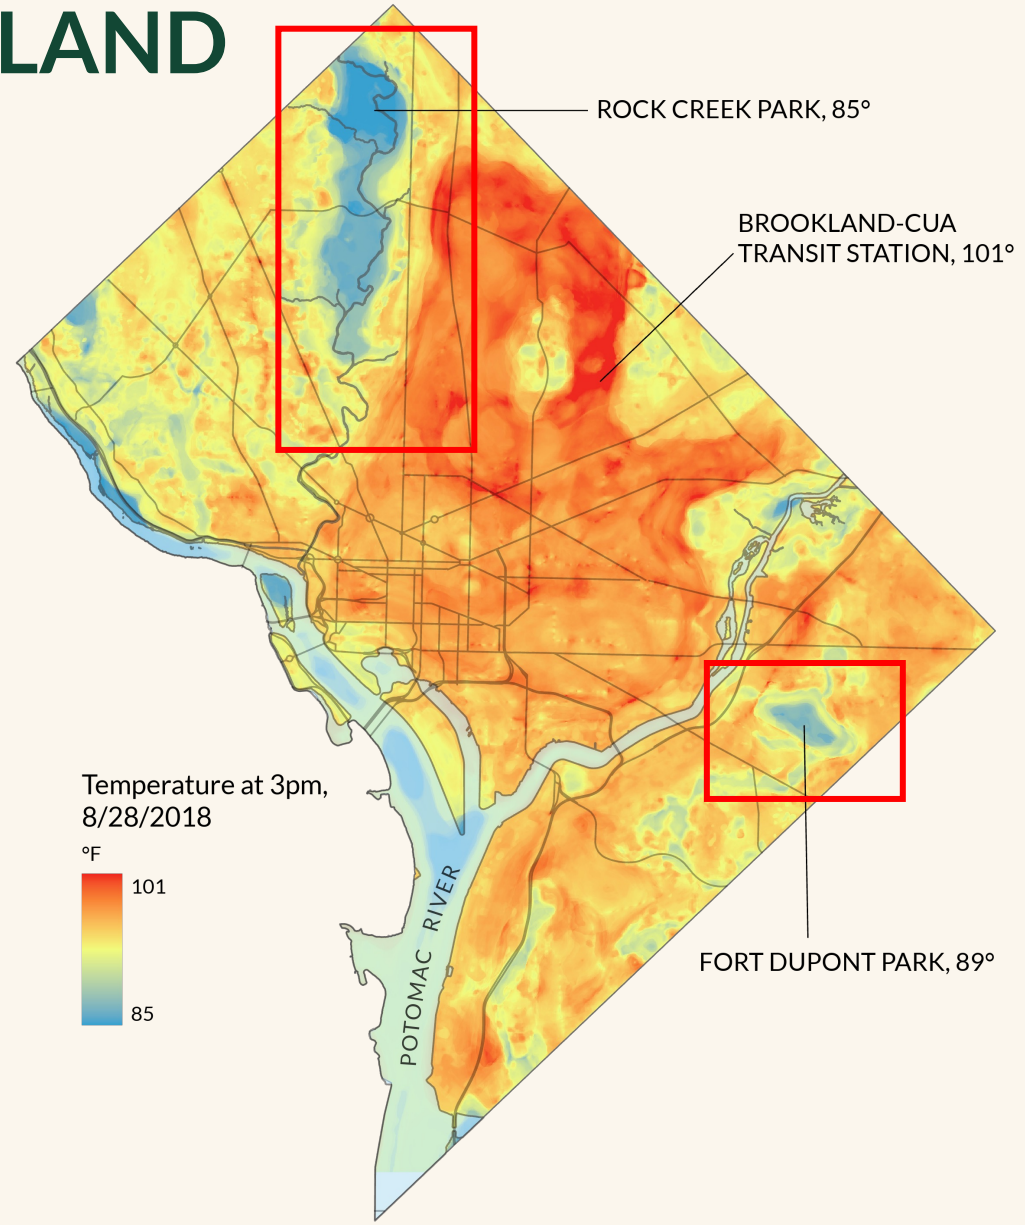 LAND
ROCK CREEK PARK, 85°
BROOKLAND-CUA
TRANSIT STATION, 101°
Temperature at 3pm,
8/28/2018
°F
101
85
POTOMAC RIVER
FORT DUPONT PARK, 89°